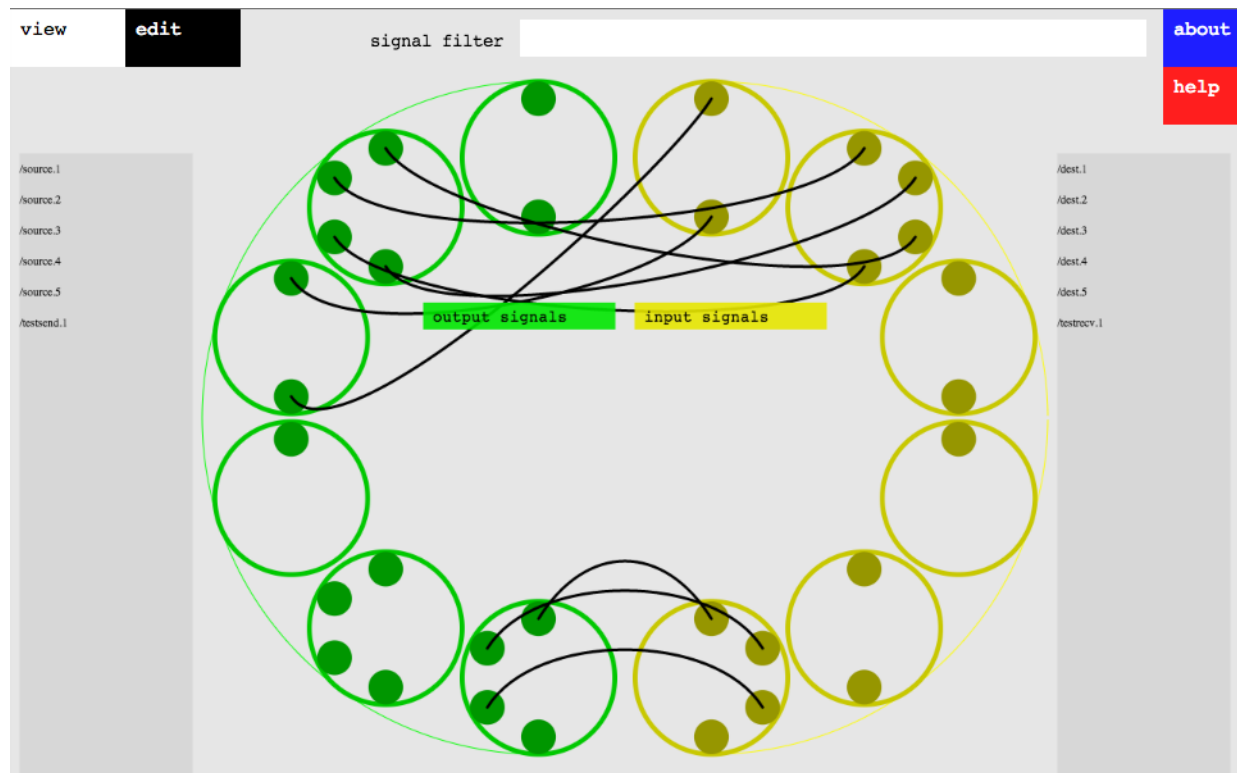 view
edit
signal filter
about
help
/source.1
/source.2
/source.3
/source.4
/source.5
/testsend.1
output signals
input signals
/dest.1
/dest.2
/dest.3
/dest.4
/dest.5
/testrecv.1